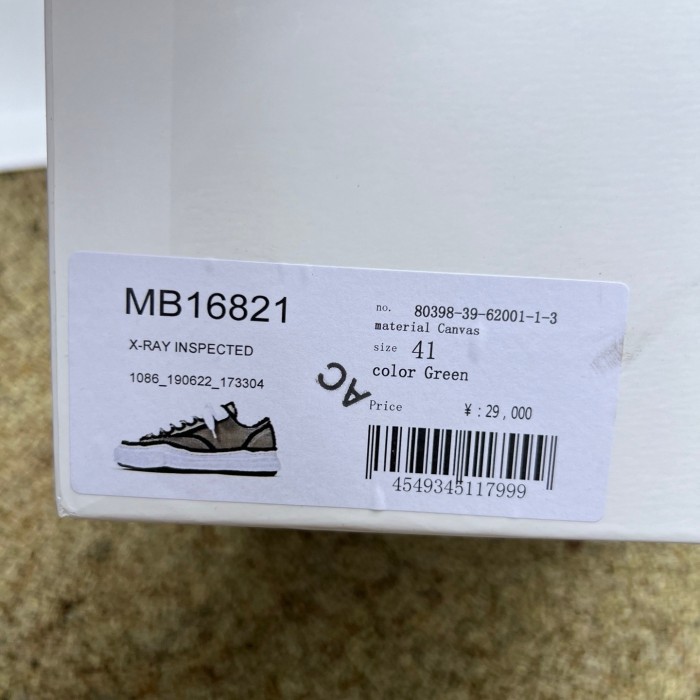 MB16821
X-RAY INSPECTED
1086_190622_173304
AC
no. 80398-39-62001-1-3
material Canvas
size 41
color Green
Price ¥:29,000
4549345117999